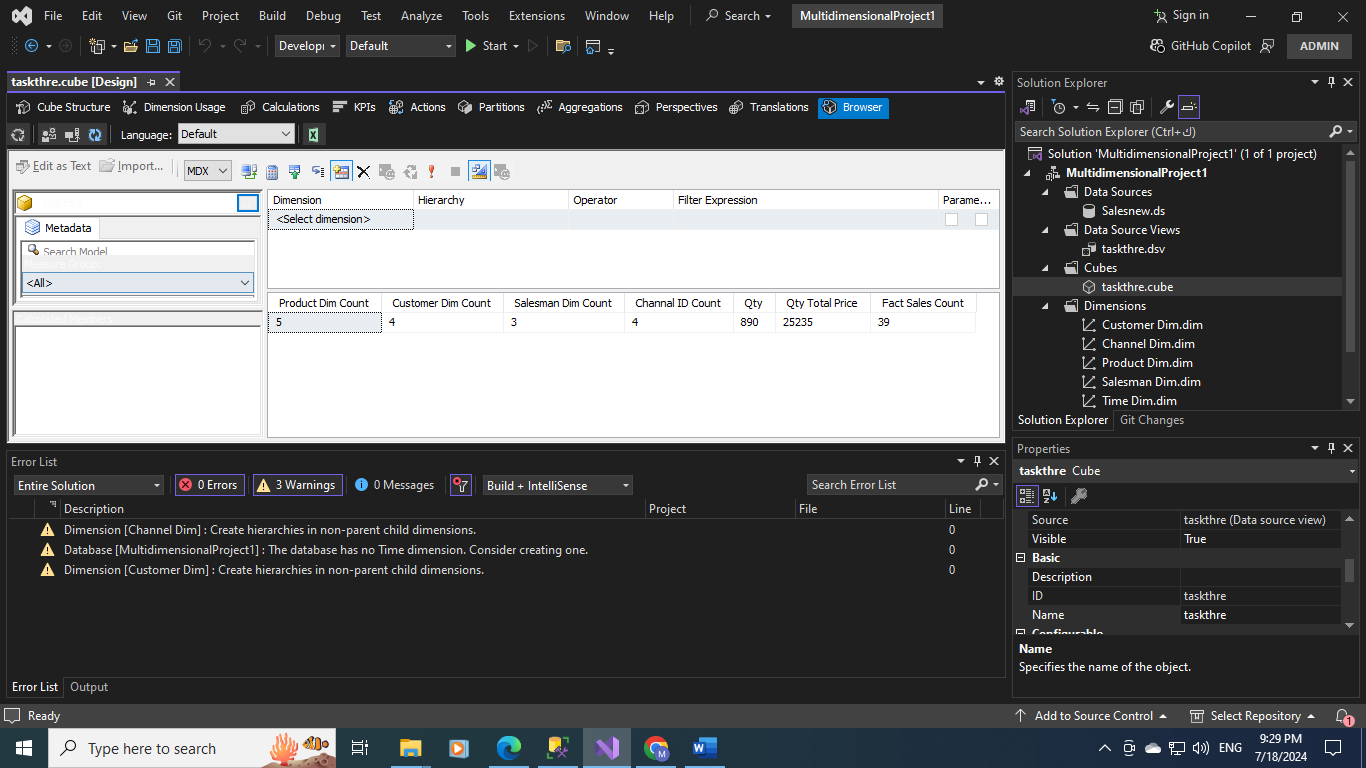 File Edit View Git Project Build Debug Test Analyze Tools Extensions Window Help Search MultidimensionalProject1 Sign in
Developr Default Start GitHub Copilot ADMIN
taskthre.cube [Design]
Cube Structure Dimension Usage Calculations KPIs Actions Partitions Aggregations Perspectives Translations Browser
Language: Default
Edit as Text Import... MDX
Metadata
Search Model
<All>
Dimension Hierarchy Operator Filter Expression Parame...
<Select dimension>
Product Dim Count Customer Dim Count Salesman Dim Count Channal ID Count Qty Qty Total Price Fact Sales Count
5 4 3 4 890 25235 39
Error List
Entire Solution 0 Errors 3 Warnings 0 Messages Build + IntelliSense Search Error List
Description Project File Line
Dimension [Channel Dim] : Create hierarchies in non-parent child dimensions. 0
Database [MultidimensionalProject1] : The database has no Time dimension. Consider creating one. 0
Dimension [Customer Dim] : Create hierarchies in non-parent child dimensions. 0
Error List Output
Solution Explorer
Search Solution Explorer (Ctrl+ك)
Solution 'MultidimensionalProject1' (1 of 1 project)
MultidimensionalProject1
Data Sources
Salesnew.ds
Data Source Views
taskthre.dsv
Cubes
taskthre.cube
Dimensions
Customer Dim.dim
Channel Dim.dim
Product Dim.dim
Salesman Dim.dim
Time Dim.dim
Solution Explorer Git Changes
Properties
taskthre Cube
Source taskthre (Data source view)
Visible True
Basic
Description
ID taskthre
Name taskthre
Configurable
Name
Specifies the name of the object.
Ready Add to Source Control Select Repository 1
Type here to search M ENG 9:29 PM
7/18/2024